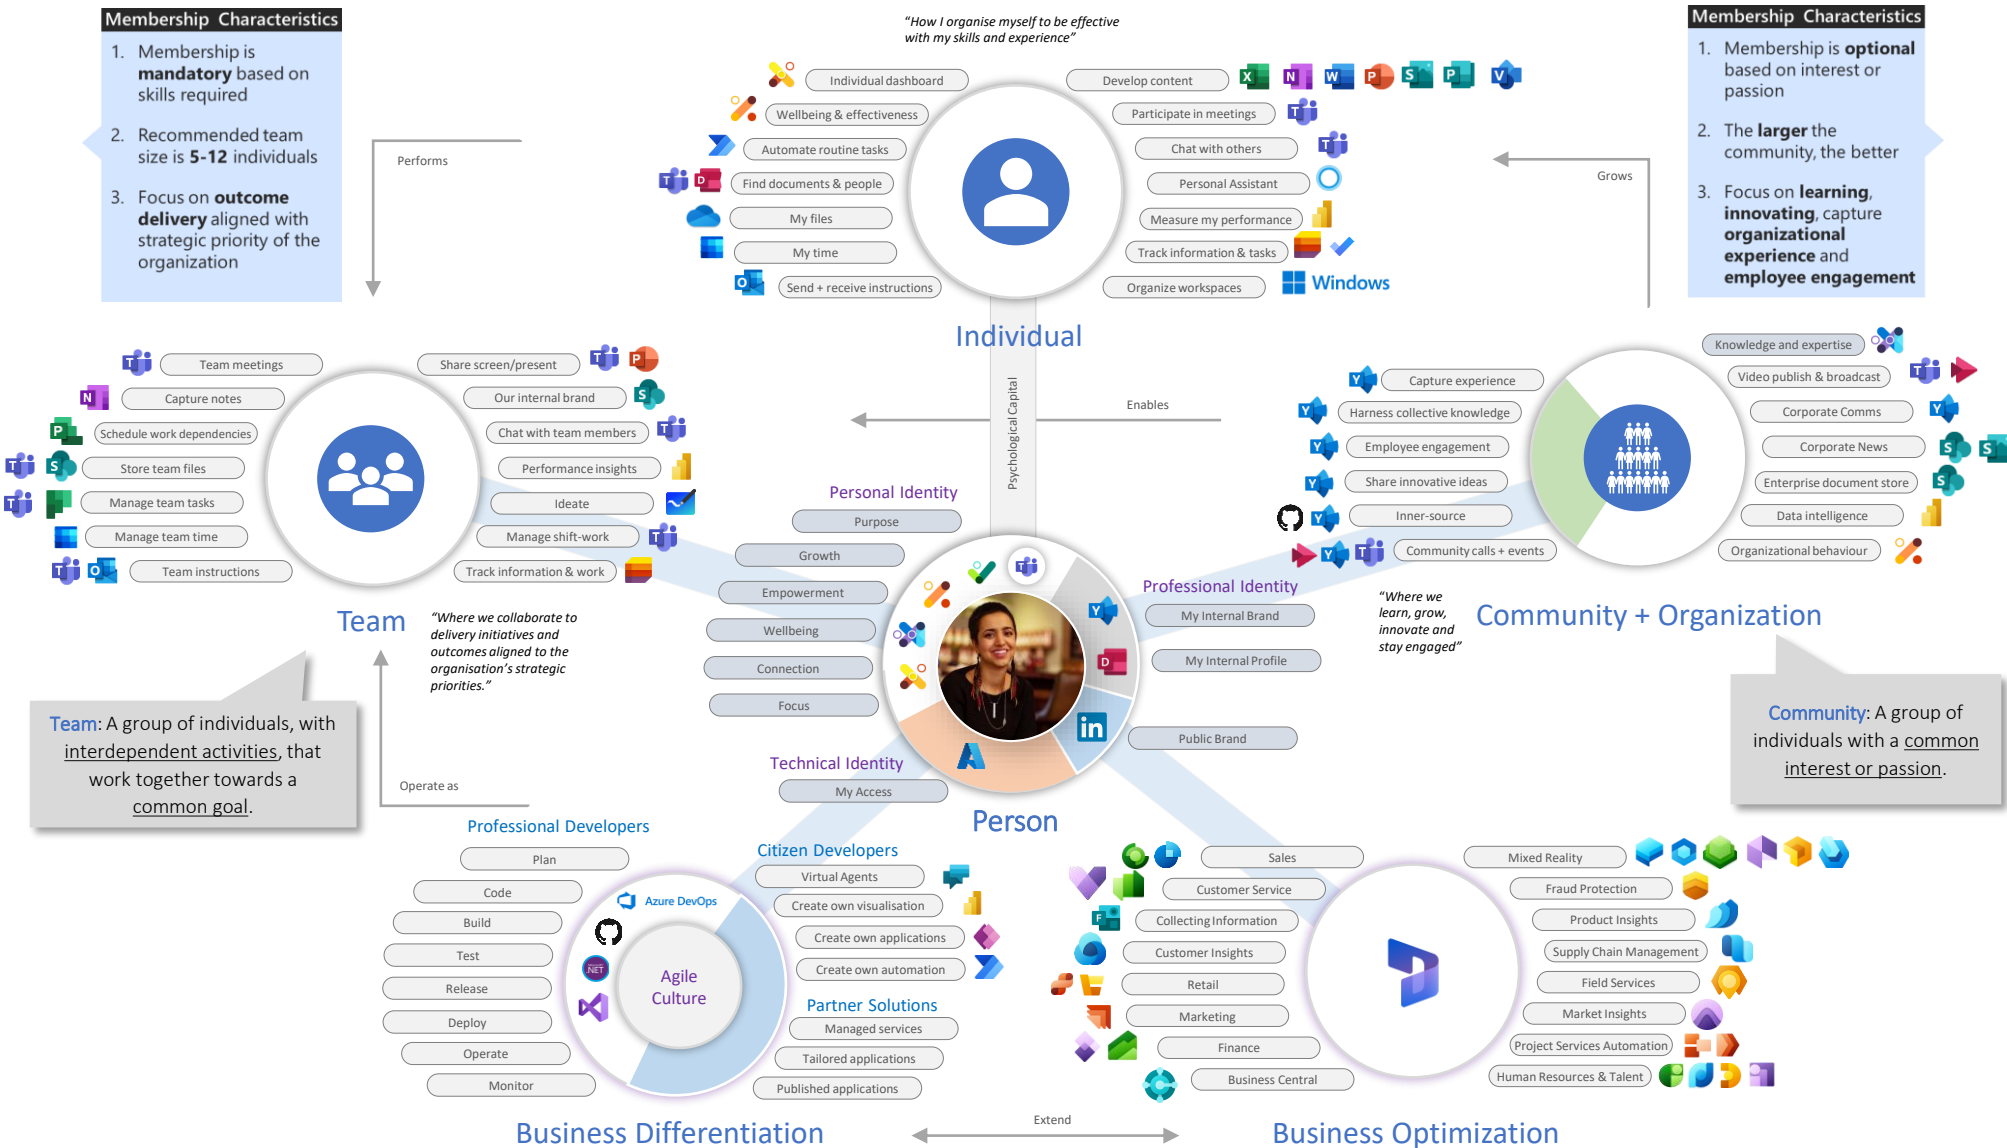 Membership Characteristics
1. Membership is
mandatory based on
skills required
2. Recommended team
size is 5-12 individuals
3. Focus on outcome
delivery aligned with
strategic priority of the
organization
"How I organise myself to be effective
with my skills and experience"
Membership Characteristics
1. Membership is optional
based on interest or
passion
2. The larger the
community, the better
3. Focus on learning,
innovating, capture
organizational
experience and
employee engagement
Individual dashboard
Wellbeing & effectiveness
Automate routine tasks
Find documents & people
My files
My time
Send + receive instructions
Develop content
Participate in meetings
Chat with others
Personal Assistant
Measure my performance
Track information & tasks
Organize workspaces
Windows
Individual
Performs
Grows
Enables
Psychological Capital
Team meetings
Capture notes
Schedule work dependencies
Store team files
Manage team tasks
Manage team time
Team instructions
Share screen/present
Our internal brand
Chat with team members
Performance insights
Ideate
Manage shift-work
Track information & work
Team
"Where we collaborate to
delivery initiatives and
outcomes aligned to the
organisation's strategic
priorities."
Team: A group of individuals, with
interdependent activities, that
work together towards a
common goal.
Operate as
Capture experience
Harness collective knowledge
Employee engagement
Share innovative ideas
Inner-source
Community calls + events
Knowledge and expertise
Video publish & broadcast
Corporate Comms
Corporate News
Enterprise document store
Data intelligence
Organizational behaviour
"Where we
learn, grow,
innovate and
stay engaged"
Community + Organization
Community: A group of
individuals with a common
interest or passion.
Personal Identity
Purpose
Growth
Empowerment
Wellbeing
Connection
Focus
Technical Identity
My Access
Professional Identity
My Internal Brand
My Internal Profile
Public Brand
in
Person
Professional Developers
Plan
Code
Build
Test
Release
Deploy
Operate
Monitor
Azure DevOps
.NET
Agile
Culture
Citizen Developers
Virtual Agents
Create own visualisation
Create own applications
Create own automation
Partner Solutions
Managed services
Tailored applications
Published applications
Business Differentiation
Extend
Sales
Customer Service
Collecting Information
Customer Insights
Retail
Marketing
Finance
Business Central
Mixed Reality
Fraud Protection
Product Insights
Supply Chain Management
Field Services
Market Insights
Project Services Automation
Human Resources & Talent
Business Optimization